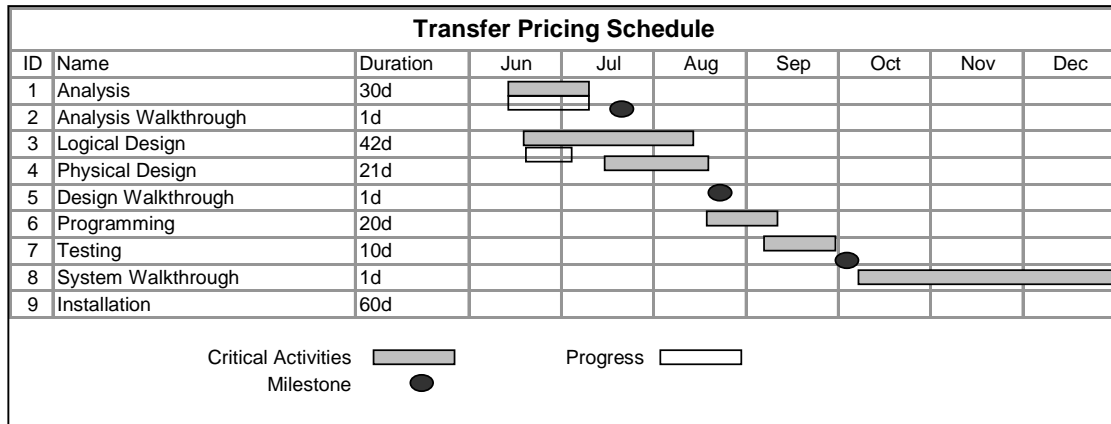 Transfer Pricing Schedule
ID Name Duration Jun Jul Aug Sep Oct Nov Dec
1 Analysis 30d
2 Analysis Walkthrough 1d
3 Logical Design 42d
4 Physical Design 21d
5 Design Walkthrough 1d
6 Programming 20d
7 Testing 10d
8 System Walkthrough 1d
9 Installation 60d
Critical Activities Progress
Milestone